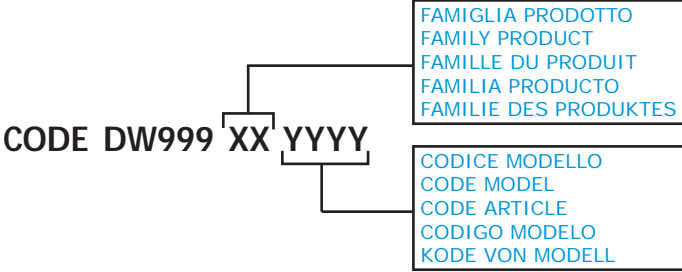 FAMIGLIA PRODOTTO
FAMILY PRODUCT
FAMILLE DU PRODUIT
FAMILIA PRODUCTO
FAMILIE DES PRODUKTES
CODE DW999 XX YYYY
CODICE MODELLO
CODE MODEL
CODE ARTICLE
CODIGO MODELO
KODE VON MODELL